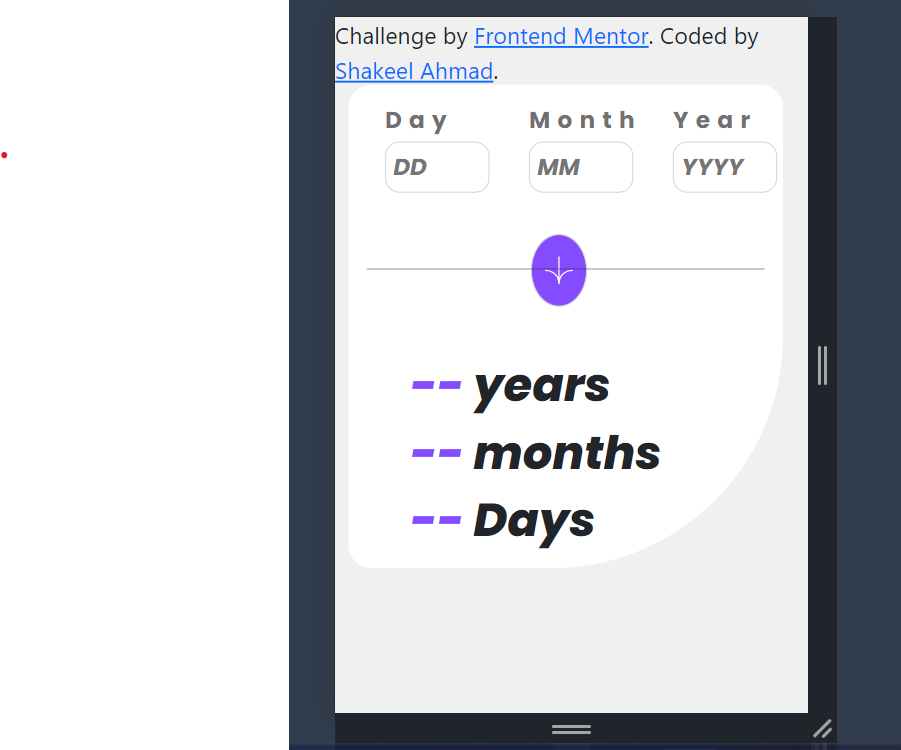 Challenge by Frontend Mentor. Coded by
Shakeel Ahmad.
Day Month Year
DD MM YYYY
-- years
-- months
-- Days